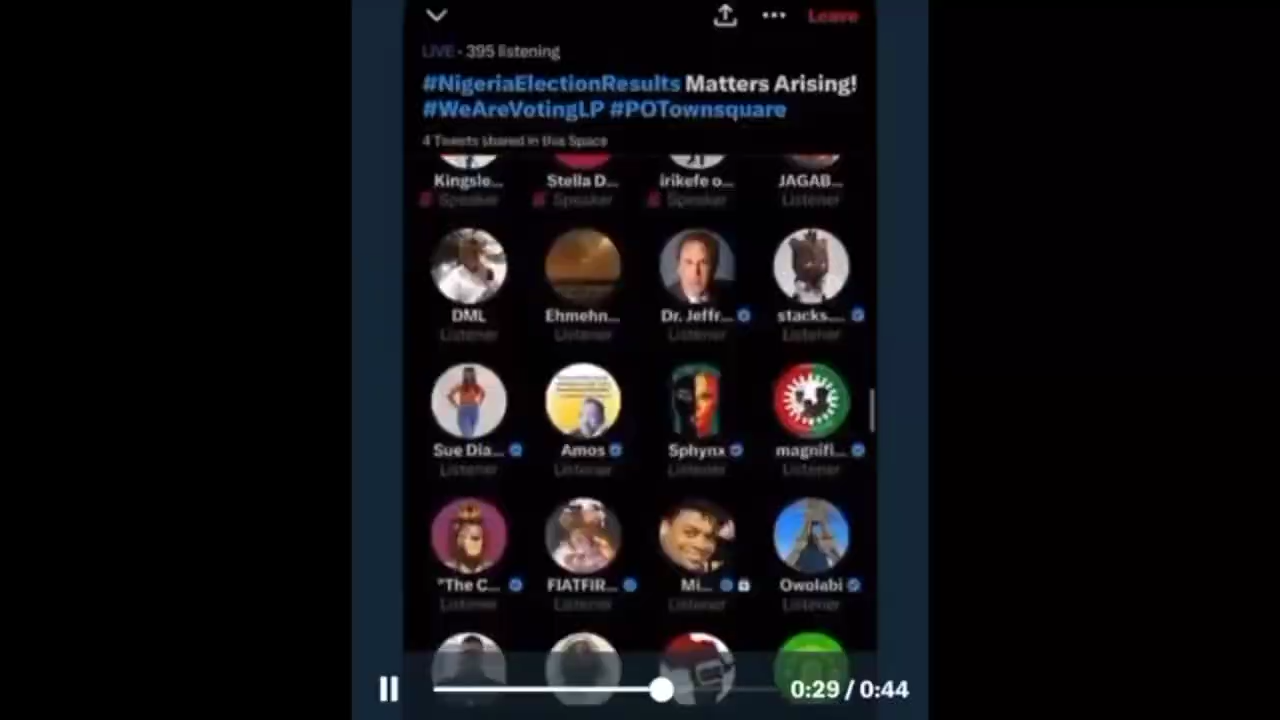 Leave
LIVE • 395 listening
#NigeriaElectionResults Matters Arising!
#WeAreVotingLP #POTownsquare
4 Tweets shared in this Space
Kingslo... Stella D... irikefe o... JAGAB...
Speaker Speaker Speaker Listener
DML Ehmehn... Dr. Jeffr... stacks....
Listener Listener Listener Listener
Sue Dia... Amos Sphynx magnifi...
Listener Listener Listener Listener
"The C... FIATFIR... Mi... Owolabi
Listener Listener Listener Listener
0:29 / 0:44